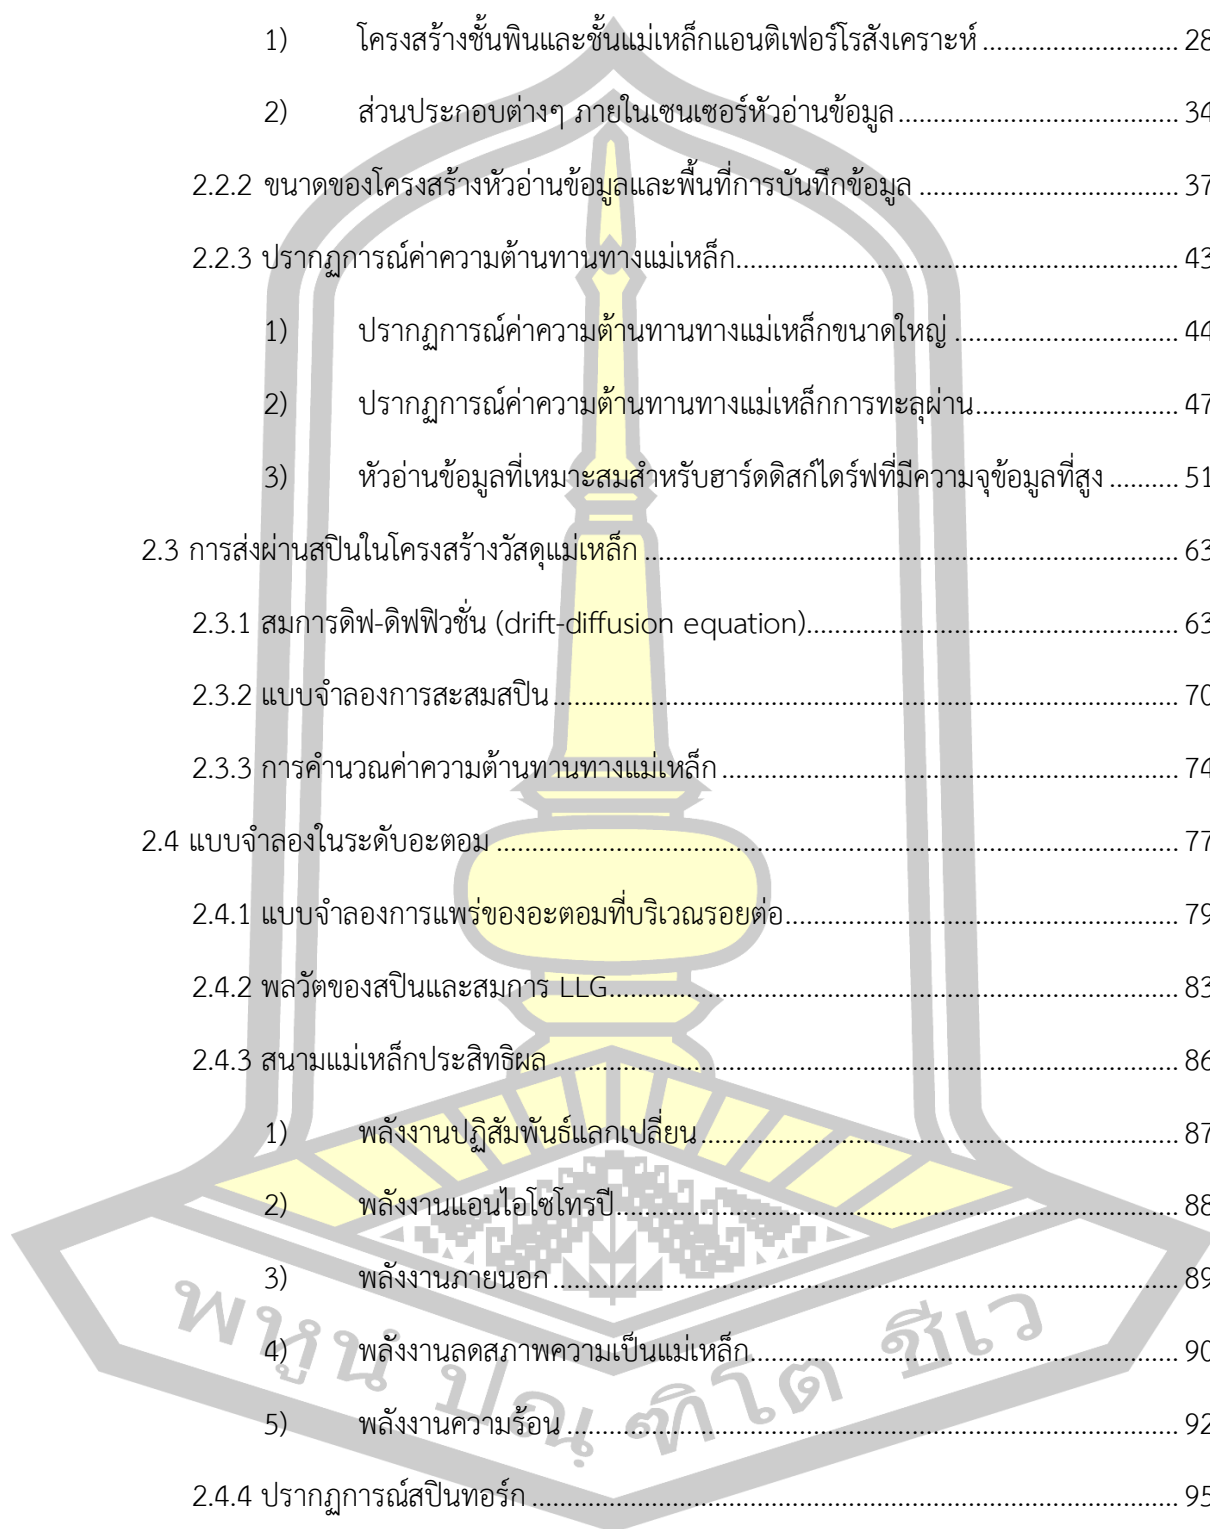 1) โครงสร้างชั้นพินและชั้นแม่เหล็กแอนติเฟอร์โรสังเคราะห์ ............................ 28
2) ส่วนประกอบต่างๆ ภายในเซนเซอร์หัวอ่านข้อมูล ........................................ 34
2.2.2 ขนาดของโครงสร้างหัวอ่านข้อมูลและพื้นที่การบันทึกข้อมูล ..................................... 37
2.2.3 ปรากฏการณ์ค่าความต้านทานทางแม่เหล็ก............................................................... 43
1) ปรากฏการณ์ค่าความต้านทานทางแม่เหล็กขนาดใหญ่ ................................ 44
2) ปรากฏการณ์ค่าความต้านทานทางแม่เหล็กการทะลุผ่าน............................. 47
3) หัวอ่านข้อมูลที่เหมาะสมสำหรับฮาร์ดดิสก์ไดร์ฟที่มีความจุข้อมูลที่สูง .......... 51
2.3 การส่งผ่านสปินในโครงสร้างวัสดุแม่เหล็ก ............................................................................ 63
2.3.1 สมการดิฟ-ดิฟฟิวชั่น (drift-diffusion equation)..................................................... 63
2.3.2 แบบจำลองการสะสมสปิน......................................................................................... 70
2.3.3 การคำนวณค่าความต้านทานทางแม่เหล็ก ................................................................. 74
2.4 แบบจำลองในระดับอะตอม ................................................................................................. 77
2.4.1 แบบจำลองการแพร่ของอะตอมที่บริเวณรอยต่อ........................................................ 79
2.4.2 พลวัตของสปินและสมการ LLG................................................................................. 83
2.4.3 สนามแม่เหล็กประสิทธิผล ......................................................................................... 86
1) พลังงานปฏิสัมพันธ์แลกเปลี่ยน.................................................................... 87
2) พลังงานแอนไอโซโทรปี................................................................................ 88
3) พลังงานภายนอก......................................................................................... 89
4) พลังงานลดสภาพความเป็นแม่เหล็ก............................................................. 90
5) พลังงานความร้อน ....................................................................................... 92
2.4.4 ปรากฏการณ์สปินทอร์ก ............................................................................................ 95
พหูนํ ปณฺฑิโต ชีเว